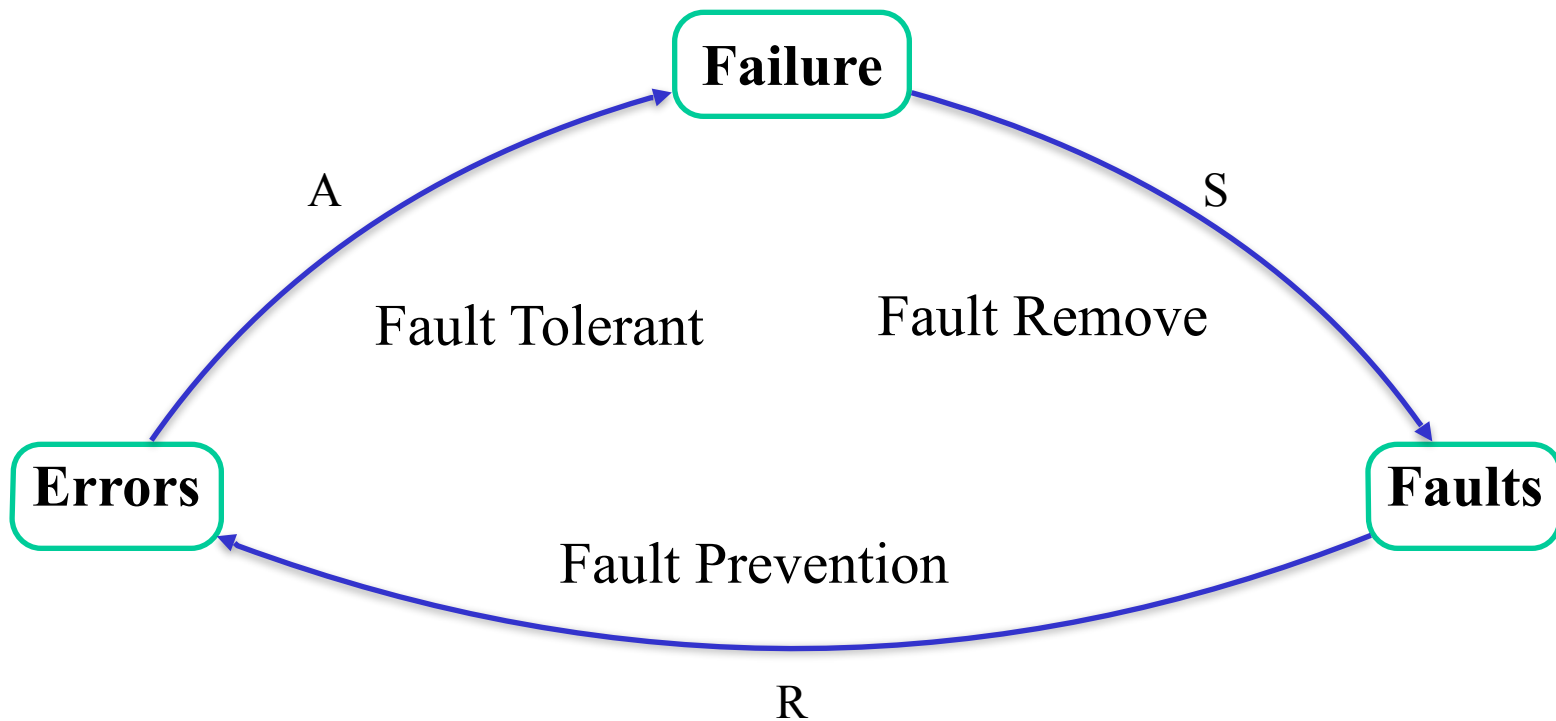 Failure
A
S
Fault Tolerant
Fault Remove
Errors
Faults
Fault Prevention
R